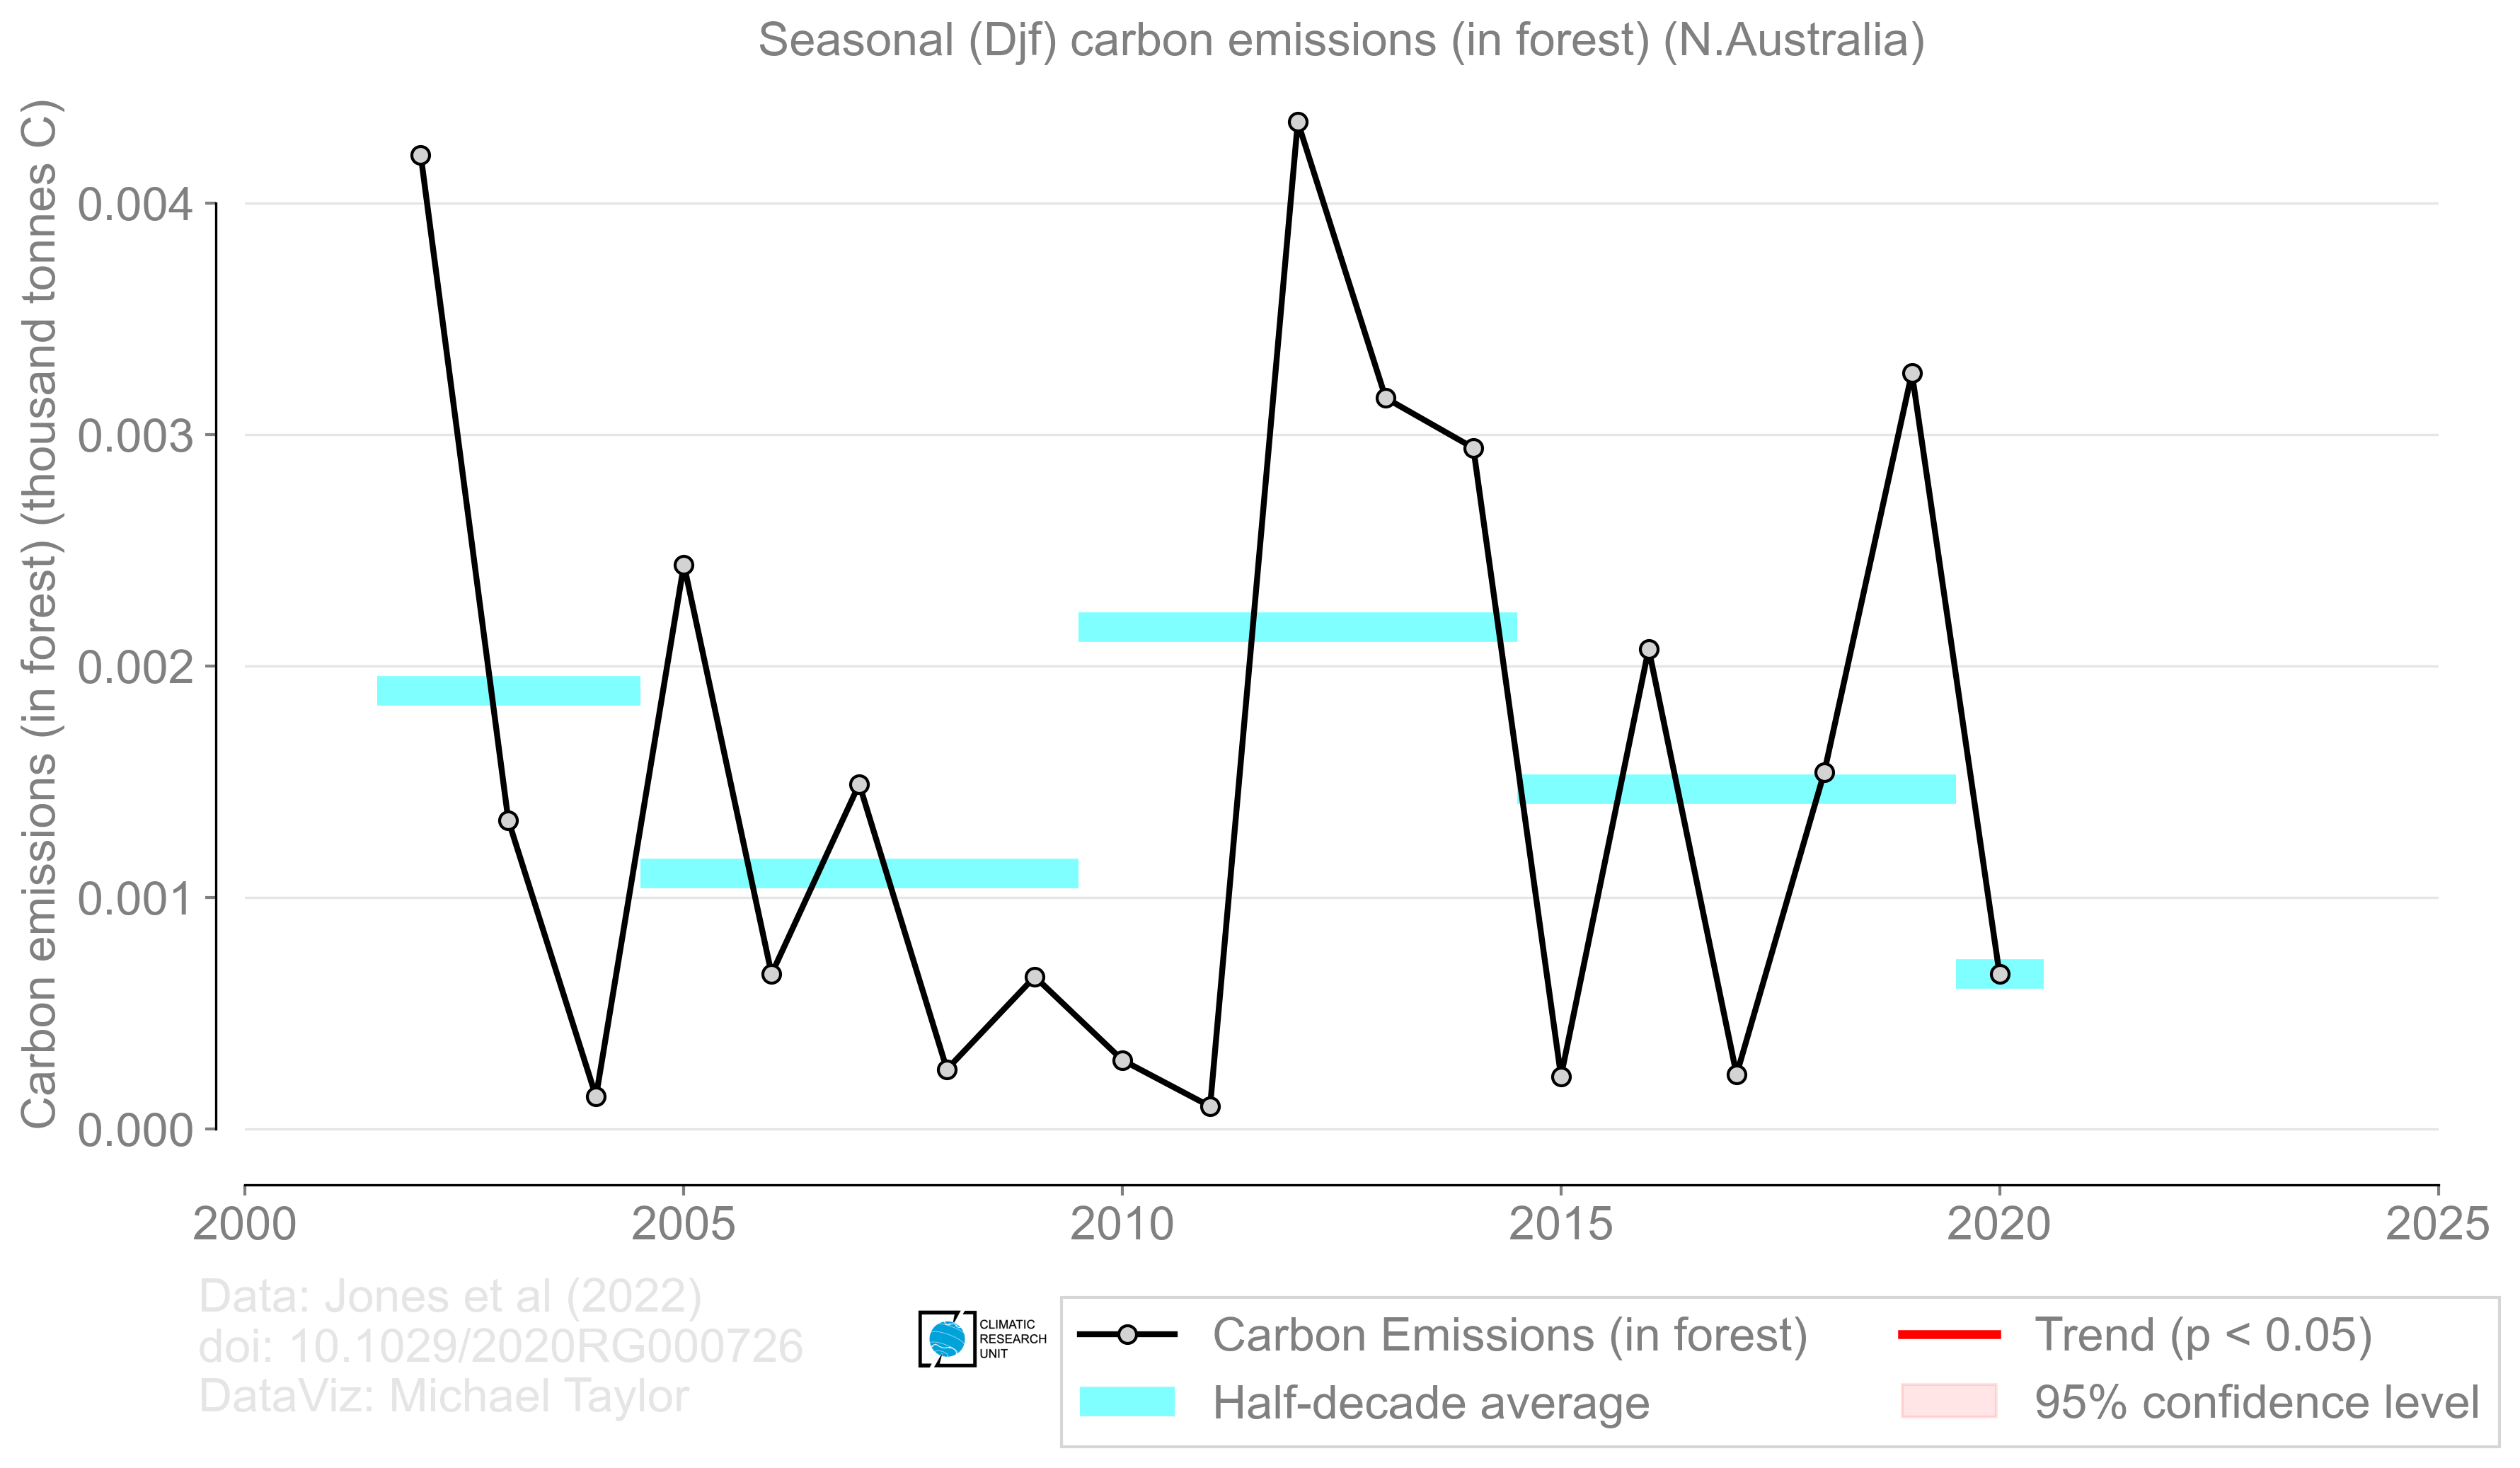 Seasonal (Djf) carbon emissions (in forest) (N.Australia)
Carbon emissions (in forest) (thousand tonnes C)
0.004
0.003
0.002
0.001
0.000
2000
2005
2010
2015
2020
2025
Data: Jones et al (2022)
doi: 10.1029/2020RG000726
DataViz: Michael Taylor
CLIMATIC
RESEARCH
UNIT
Carbon Emissions (in forest)
Half-decade average
Trend (p < 0.05)
95% confidence level